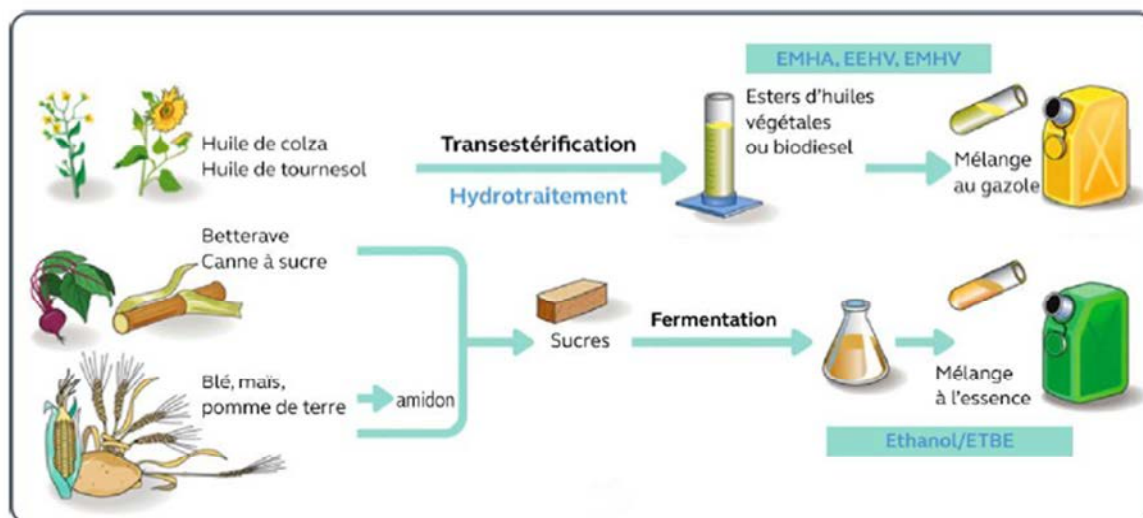 EMHA, EEHV, EMHV
Huile de colza
Huile de tournesol
Transestérification
Hydrotraitement
Esters d'huiles
végétales
ou biodiesel
Mélange
au gazole
Betterave
Canne à sucre
Sucres
Fermentation
Mélange
à l'essence
Blé, maïs,
pomme de terre
amidon
Ethanol/ETBE